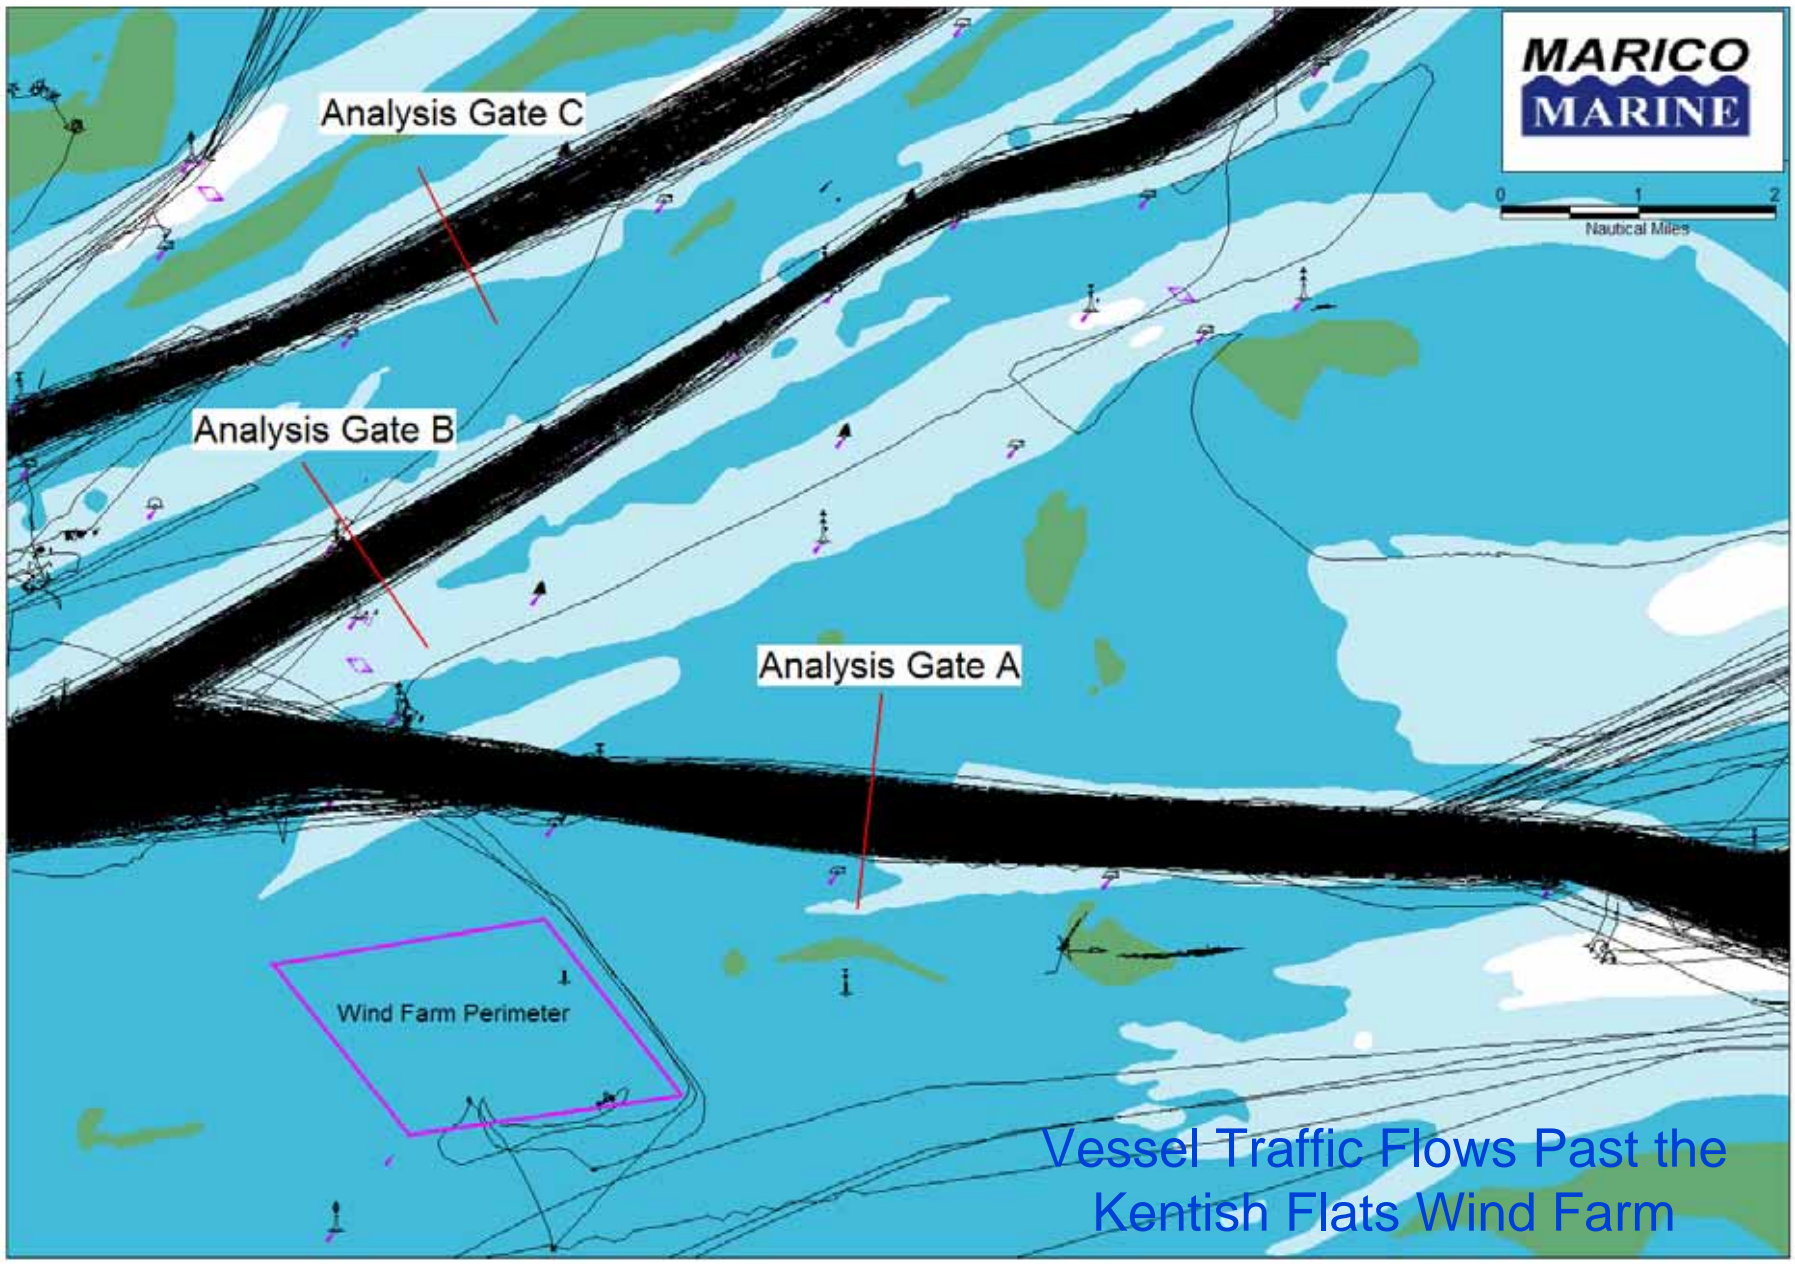 MARICO
MARINE
Analysis Gate C
0 1 2
Nautical Miles
Analysis Gate B
Analysis Gate A
Wind Farm Perimeter
Vessel Traffic Flows Past the
Kentish Flats Wind Farm